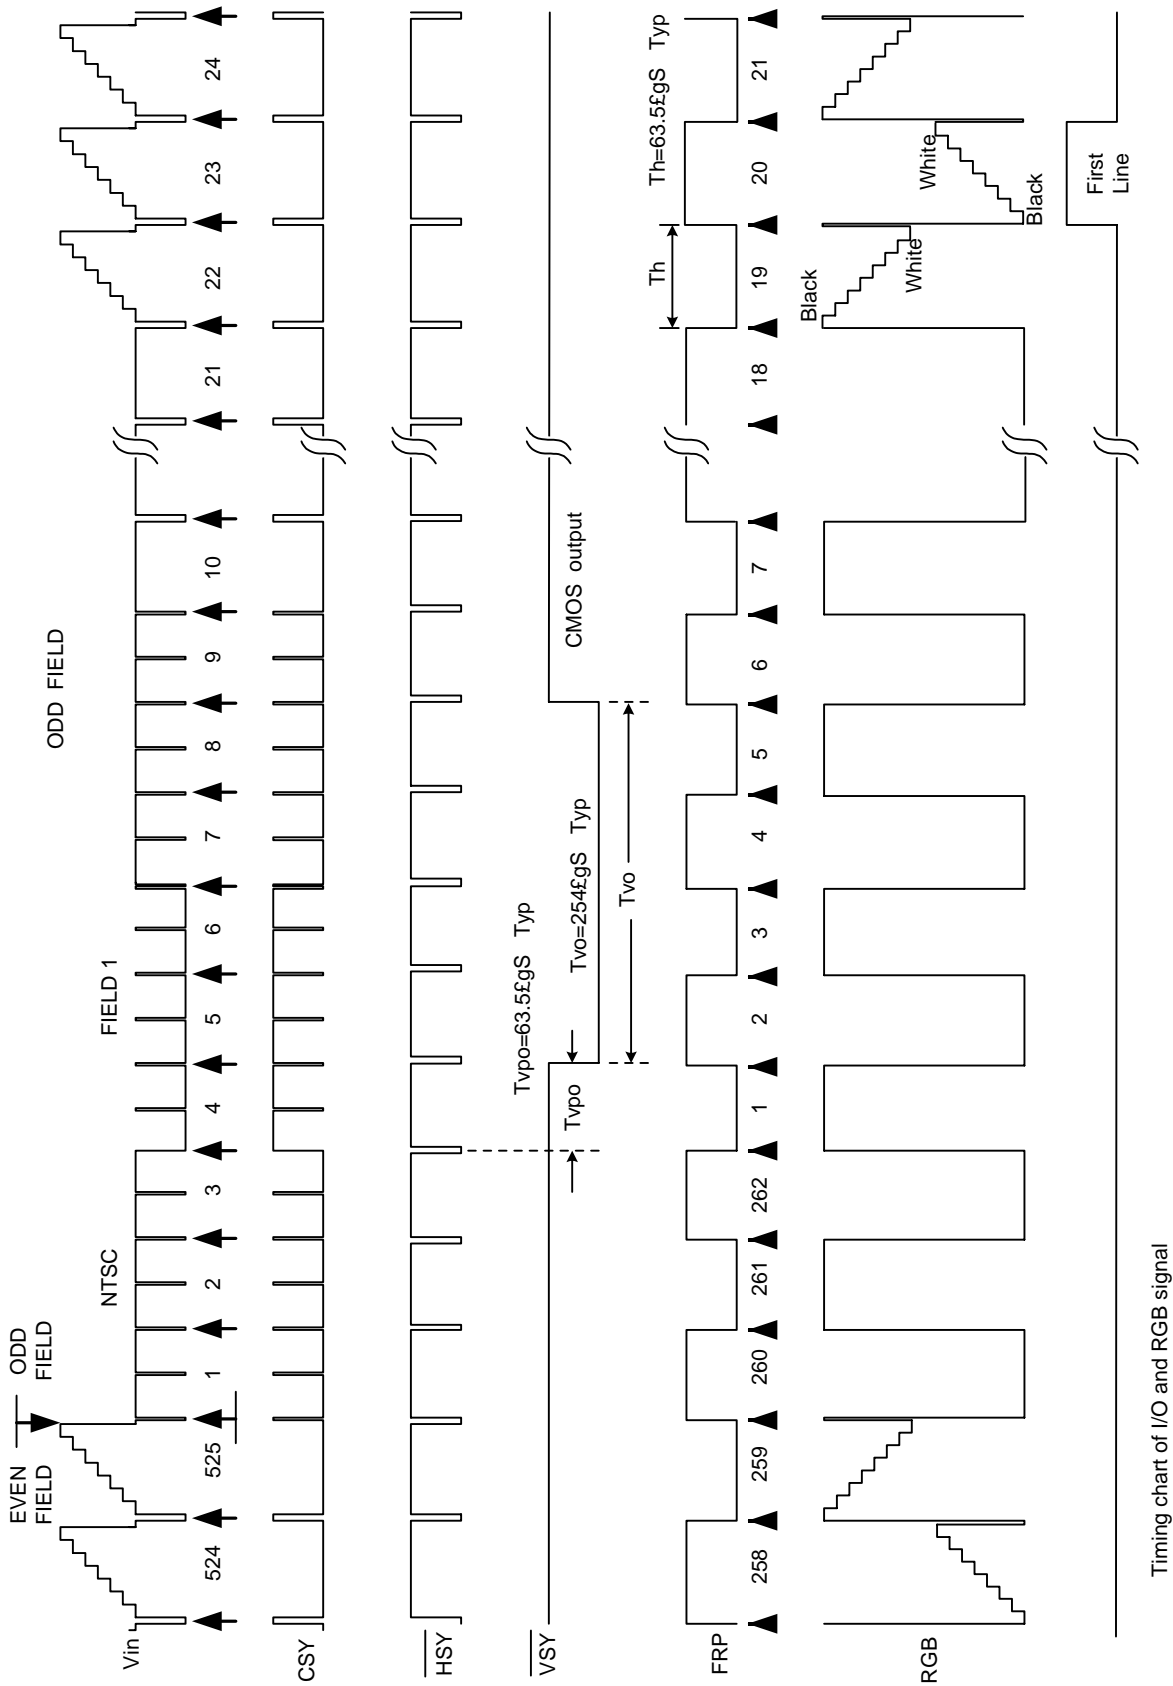 EVEN FIELD
ODD FIELD
NTSC
FIELD 1
ODD FIELD
Vin
524
525
1
2
3
4
5
6
7
8
9
10
21
22
23
24
CSY
HSY
VSY
Tvpo=63.5£gS Typ
Tvpo
Tvo=254£gS Typ
Tvo
CMOS output
Th
Th=63.5£gS Typ
FRP
258
259
260
261
262
1
2
3
4
5
6
7
18
19
20
21
RGB
Black
White
Black
White
First
Line
Timing chart of I/O and RGB signal